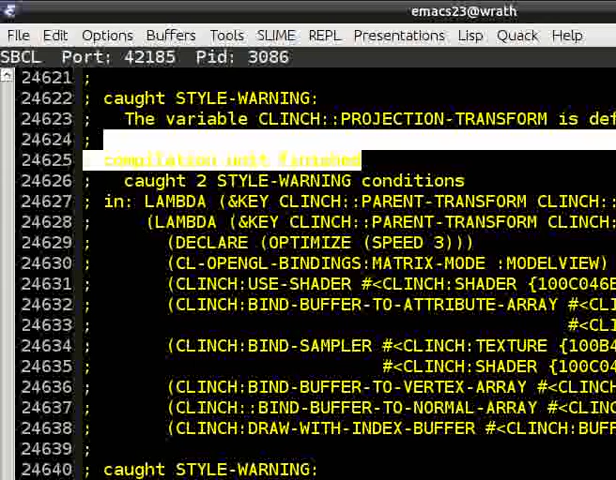 emacs23@wrath
File Edit Options Buffers Tools SLIME REPL Presentations Lisp Quack Help
SBCL Port: 42185 Pid: 3086
24621 ;
24622 ; caught STYLE-WARNING:
24623 ;   The variable CLINCH::PROJECTION-TRANSFORM is def
24624 ;
24625 ; compilation unit finished
24626 ;   caught 2 STYLE-WARNING conditions
24627 ; in: LAMBDA (&KEY CLINCH::PARENT-TRANSFORM CLINCH::
24628 ;     (LAMBDA (&KEY CLINCH::PARENT-TRANSFORM CLINCH::
24629 ;       (DECLARE (OPTIMIZE (SPEED 3)))
24630 ;       (CL-OPENGL-BINDINGS:MATRIX-MODE :MODELVIEW)
24631 ;       (CLINCH:USE-SHADER #<CLINCH:SHADER {100C046E
24632 ;       (CLINCH:BIND-BUFFER-TO-ATTRIBUTE-ARRAY #<CL
24633 ;                                              #<CLI
24634 ;       (CLINCH:BIND-SAMPLER #<CLINCH:TEXTURE {100B4
24635 ;                            #<CLINCH:SHADER {100C04
24636 ;       (CLINCH:BIND-BUFFER-TO-VERTEX-ARRAY #<CLINCH
24637 ;       (CLINCH::BIND-BUFFER-TO-NORMAL-ARRAY #<CLINC
24638 ;       (CLINCH:DRAW-WITH-INDEX-BUFFER #<CLINCH:BUFF
24639 ;
24640 ; caught STYLE-WARNING: